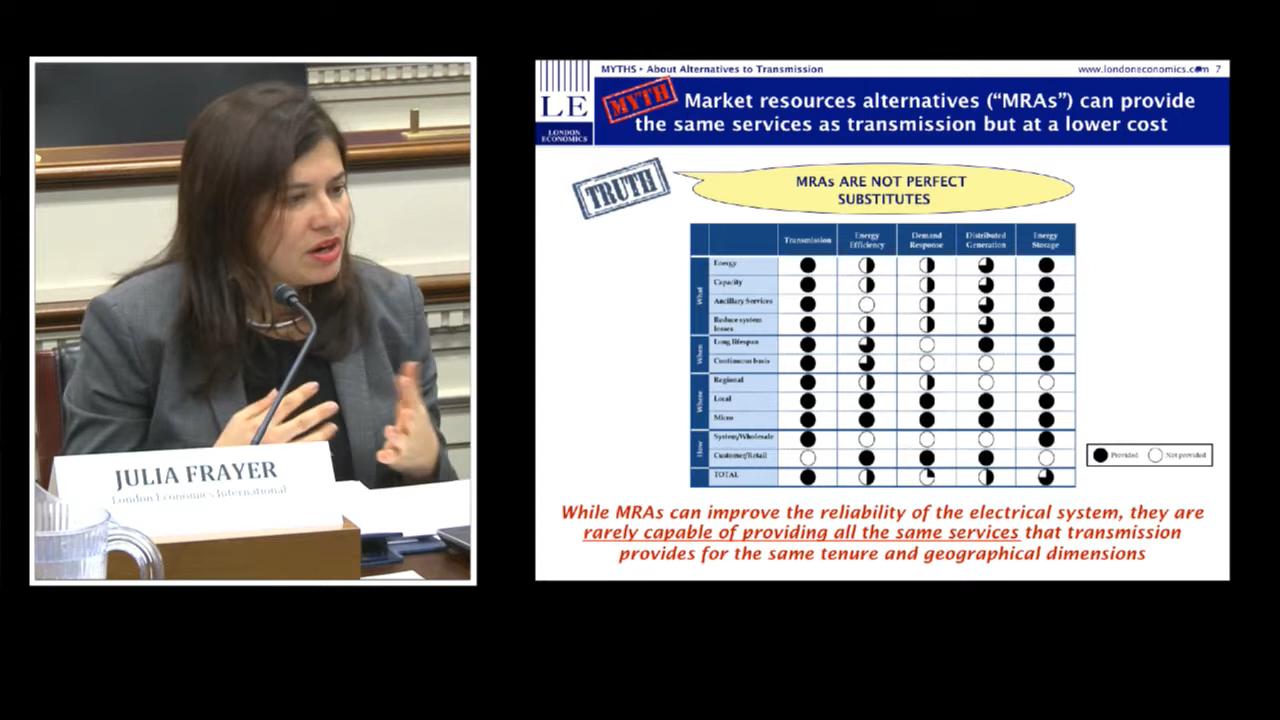 JULIA FRAYER
London Economics International
LE
LONDON
ECONOMICS
MYTHS • About Alternatives to Transmission
www.londoneconomics.com 7
MYTH
Market resources alternatives (“MRAs”) can provide
the same services as transmission but at a lower cost
TRUTH
MRAs ARE NOT PERFECT
SUBSTITUTES
Transmission
Energy
Efficiency
Demand
Response
Distributed
Generation
Energy
Storage
What
Energy
Capacity
Ancillary Services
Reduce system
losses
When
Long lifespan
Continuous basis
Where
Regional
Local
Micro
How
System/Wholesale
Customer/Retail
TOTAL
Provided
Not provided
While MRAs can improve the reliability of the electrical system, they are
rarely capable of providing all the same services that transmission
provides for the same tenure and geographical dimensions